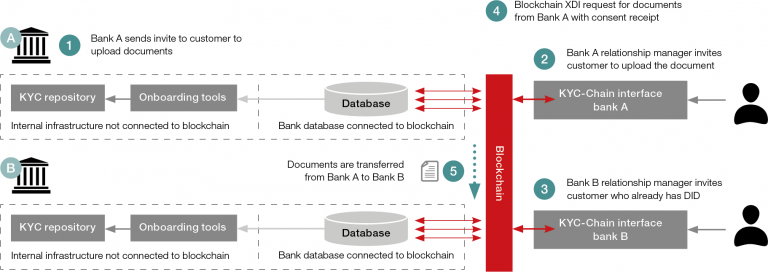 4
Blockchain XDI request for documents
from Bank A with consent receipt
A
1
Bank A sends invite to customer to
upload documents
2
Bank A relationship manager invites
customer to upload the document
KYC repository
Onboarding tools
Database
KYC-Chain interface
bank A
Internal infrastructure not connected to blockchain
Bank database connected to blockchain
Blockchain
B
Documents are transferred
from Bank A to Bank B
5
3
Bank B relationship manager invites
customer who already has DID
KYC repository
Onboarding tools
Database
KYC-Chain interface
bank B
Internal infrastructure not connected to blockchain
Bank database connected to blockchain